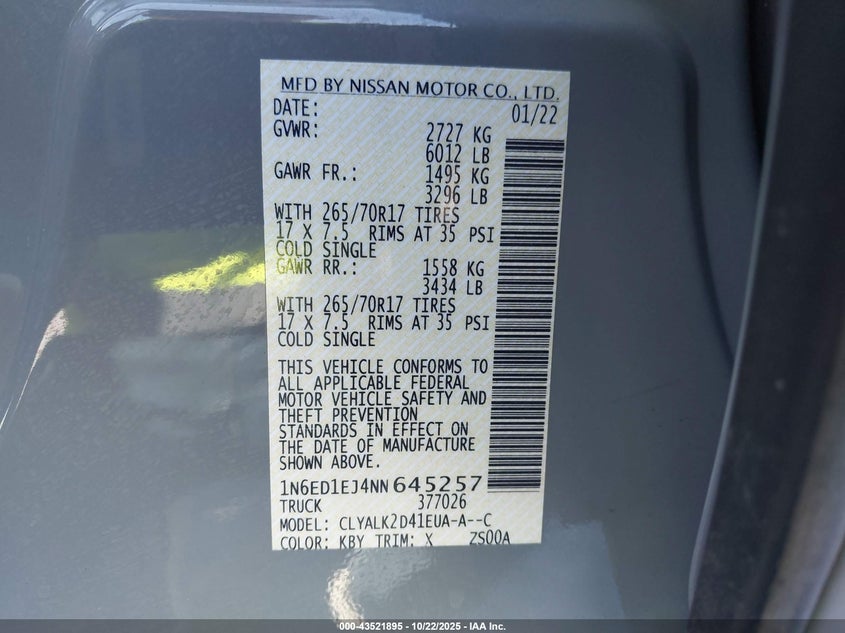 MFD BY NISSAN MOTOR CO., LTD.
DATE: 01/22
GVWR: 2727 KG
6012 LB
GAWR FR.: 1495 KG
3296 LB
WITH 265/70R17 TIRES
17 X 7.5 RIMS AT 35 PSI
COLD SINGLE
GAWR RR.: 1558 KG
3434 LB
WITH 265/70R17 TIRES
17 X 7.5 RIMS AT 35 PSI
COLD SINGLE
THIS VEHICLE CONFORMS TO
ALL APPLICABLE FEDERAL
MOTOR VEHICLE SAFETY AND
THEFT PREVENTION
STANDARDS IN EFFECT ON
THE DATE OF MANUFACTURE
SHOWN ABOVE.
1N6ED1EJ4NN645257
TRUCK 377026
MODEL: CLYALK2D41EUA-A--C
COLOR: KBY TRIM: X ZS00A
000-43521895 - 10/22/2025 - IAA Inc.